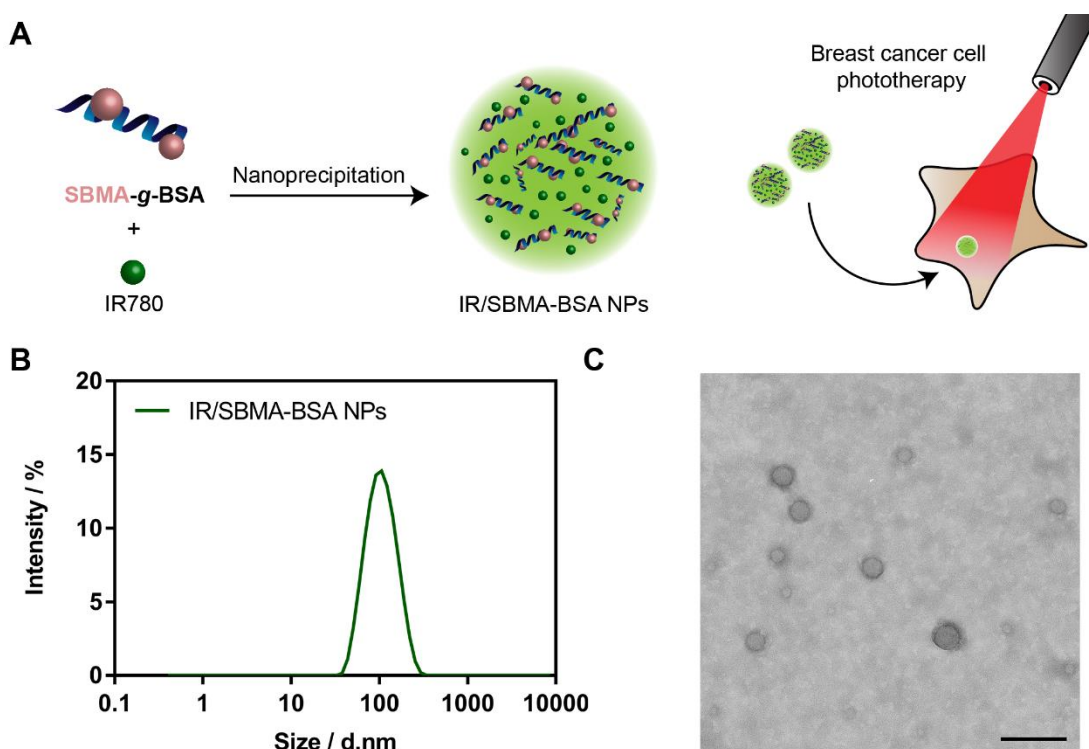 A
SBMA-g-BSA
+
IR780
Nanoprecipitation
IR/SBMA-BSA NPs
Breast cancer cell
phototherapy
B
20
15
10
5
0
Intensity / %
IR/SBMA-BSA NPs
0.1 1 10 100 1000 10000
Size / d.nm
C